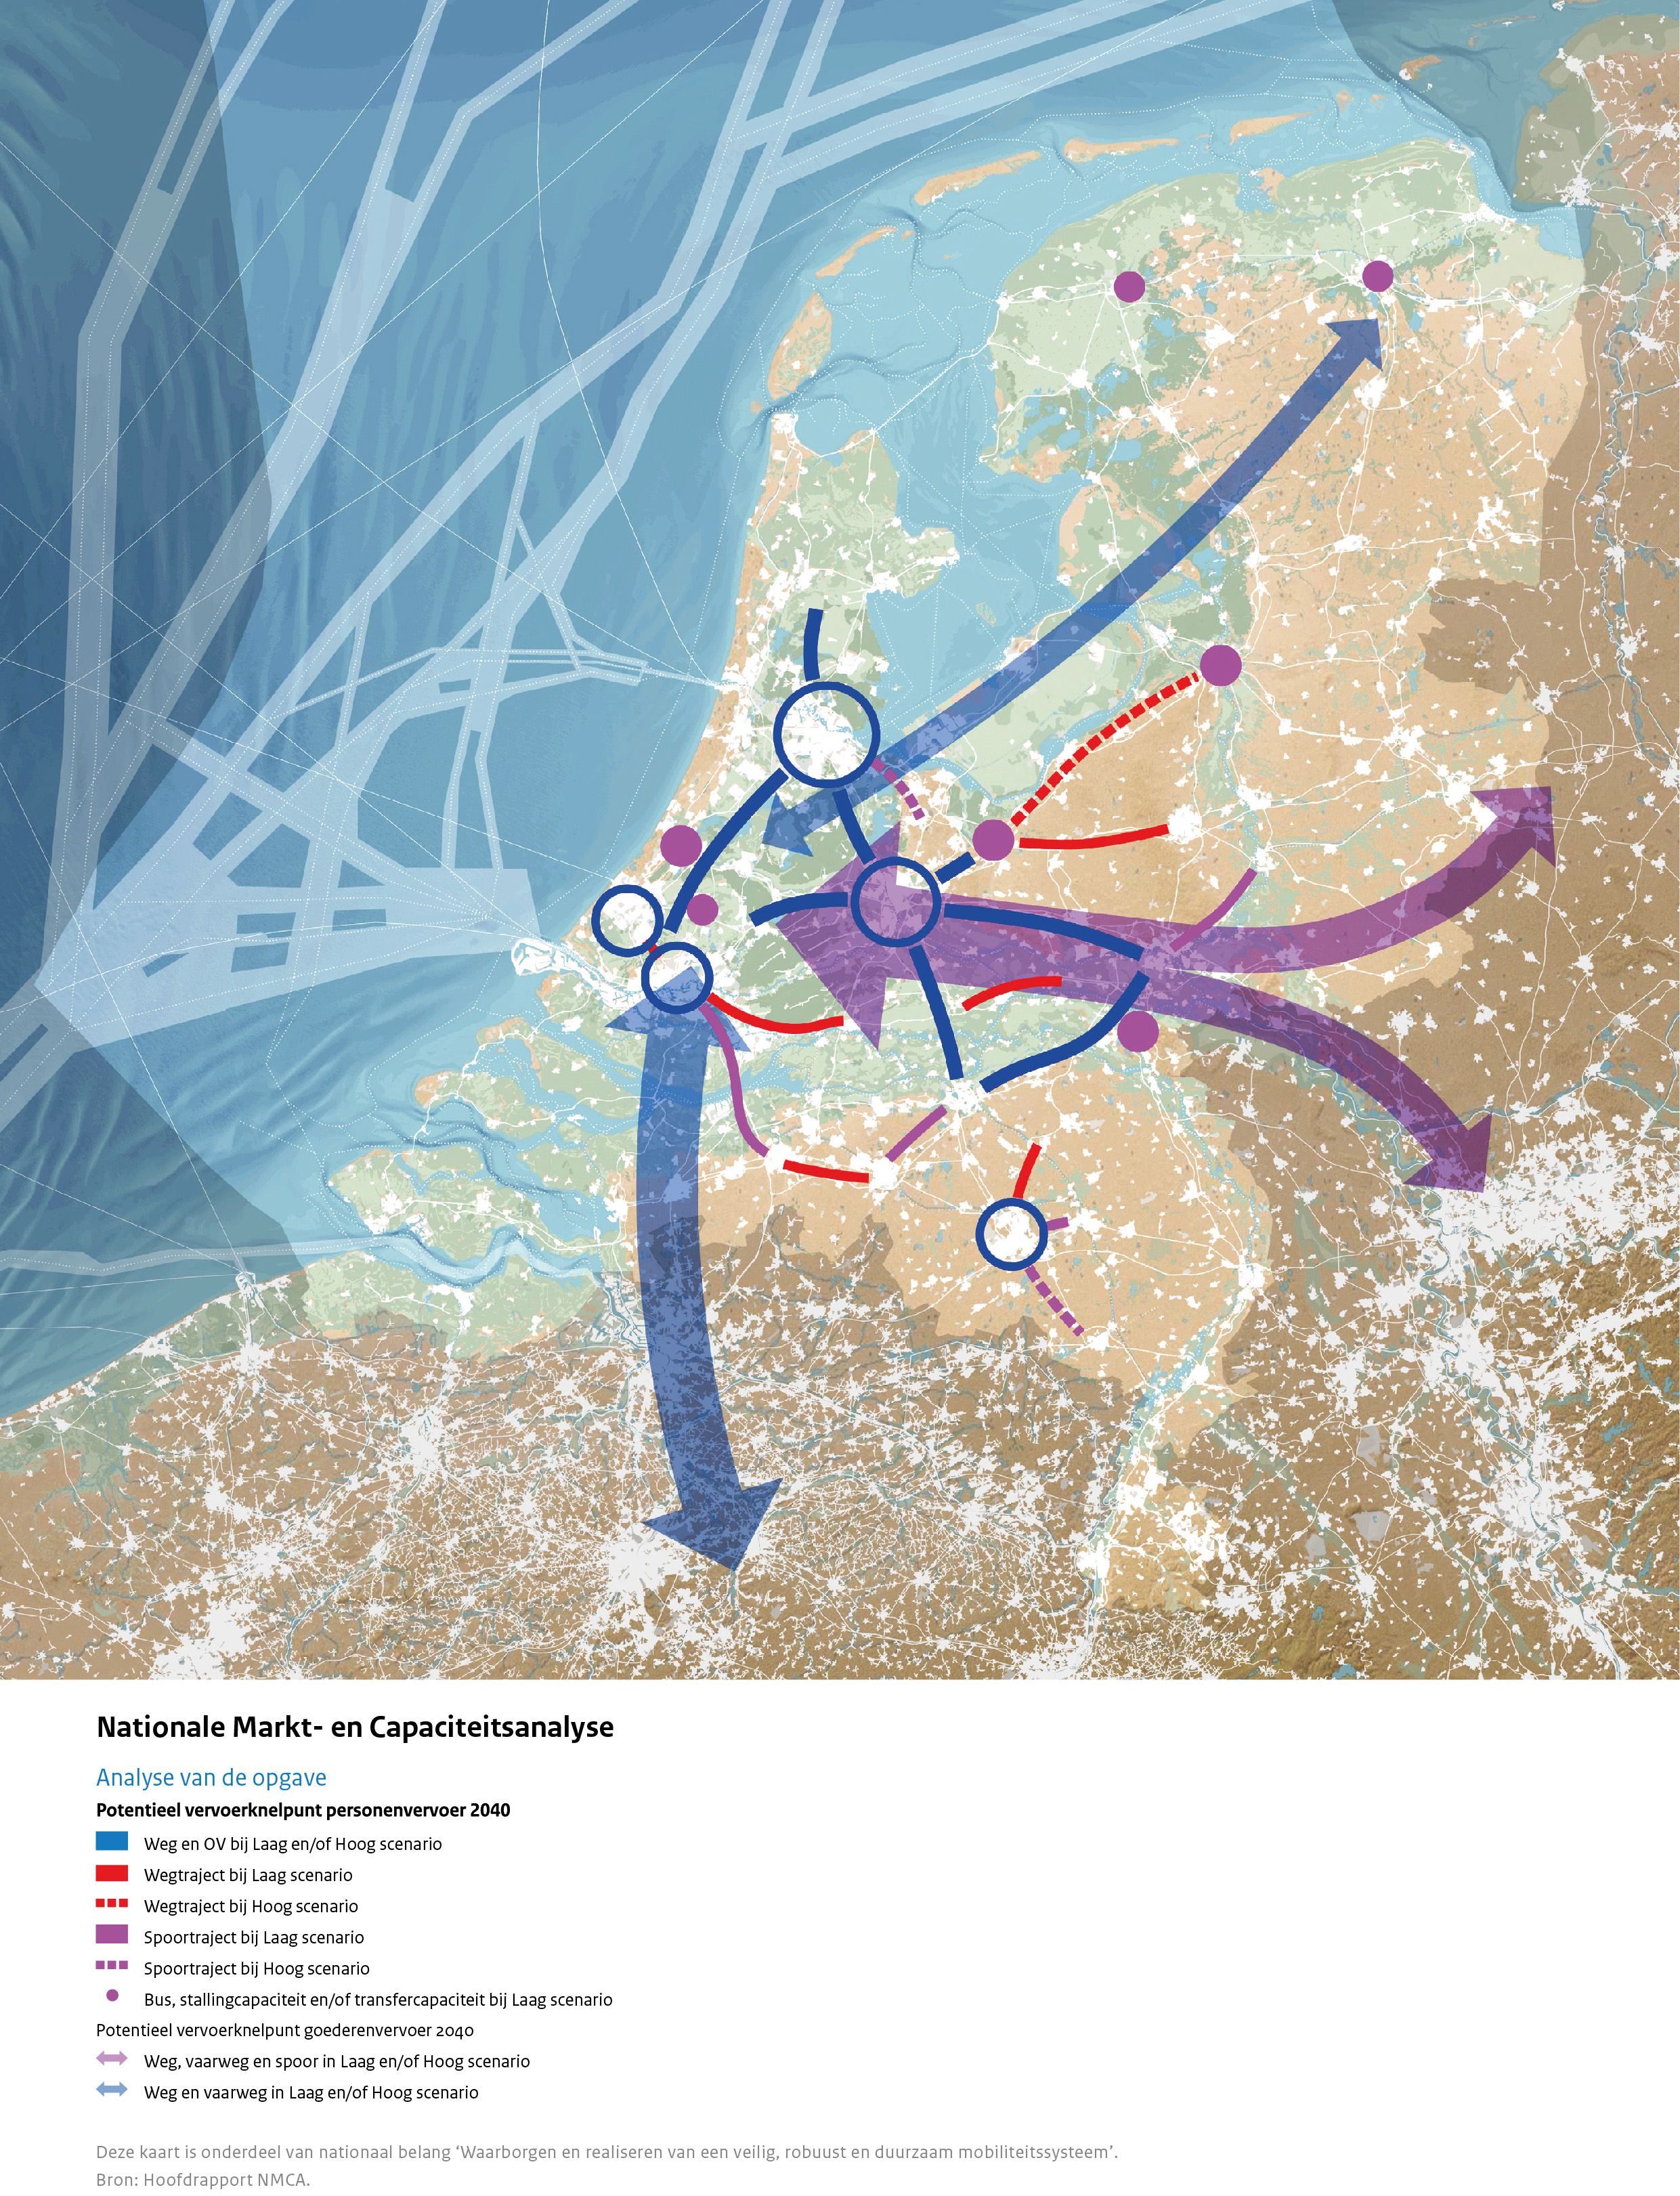 Nationale Markt- en Capaciteitsanalyse
Analyse van de opgave
Potentieel vervoerknelpunt personenvervoer 2040
Weg en OV bij Laag en/of Hoog scenario
Wegtraject bij Laag scenario
Wegtraject bij Hoog scenario
Spoortraject bij Laag scenario
Spoortraject bij Hoog scenario
Bus, stallingcapaciteit en/of transfercapaciteit bij Laag scenario
Potentieel vervoerknelpunt goederenvervoer 2040
Weg, vaarweg en spoor in Laag en/of Hoog scenario
Weg en vaarweg in Laag en/of Hoog scenario
Deze kaart is onderdeel van nationaal belang ‘Waarborgen en realiseren van een veilig, robuust en duurzaam mobiliteitssysteem’.
Bron: Hoofdrapport NMCA.